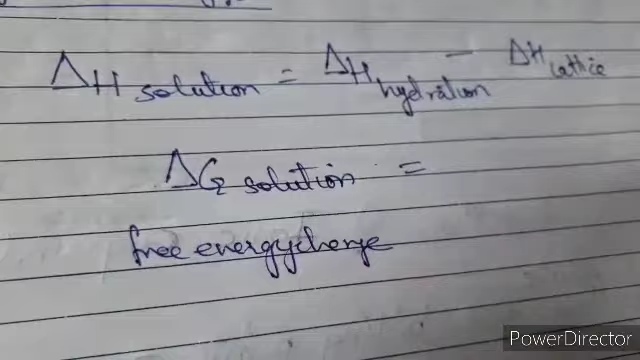 ΔH solution = ΔH hydration - ΔH lattice
ΔG solution =
free energy change
PowerDirector